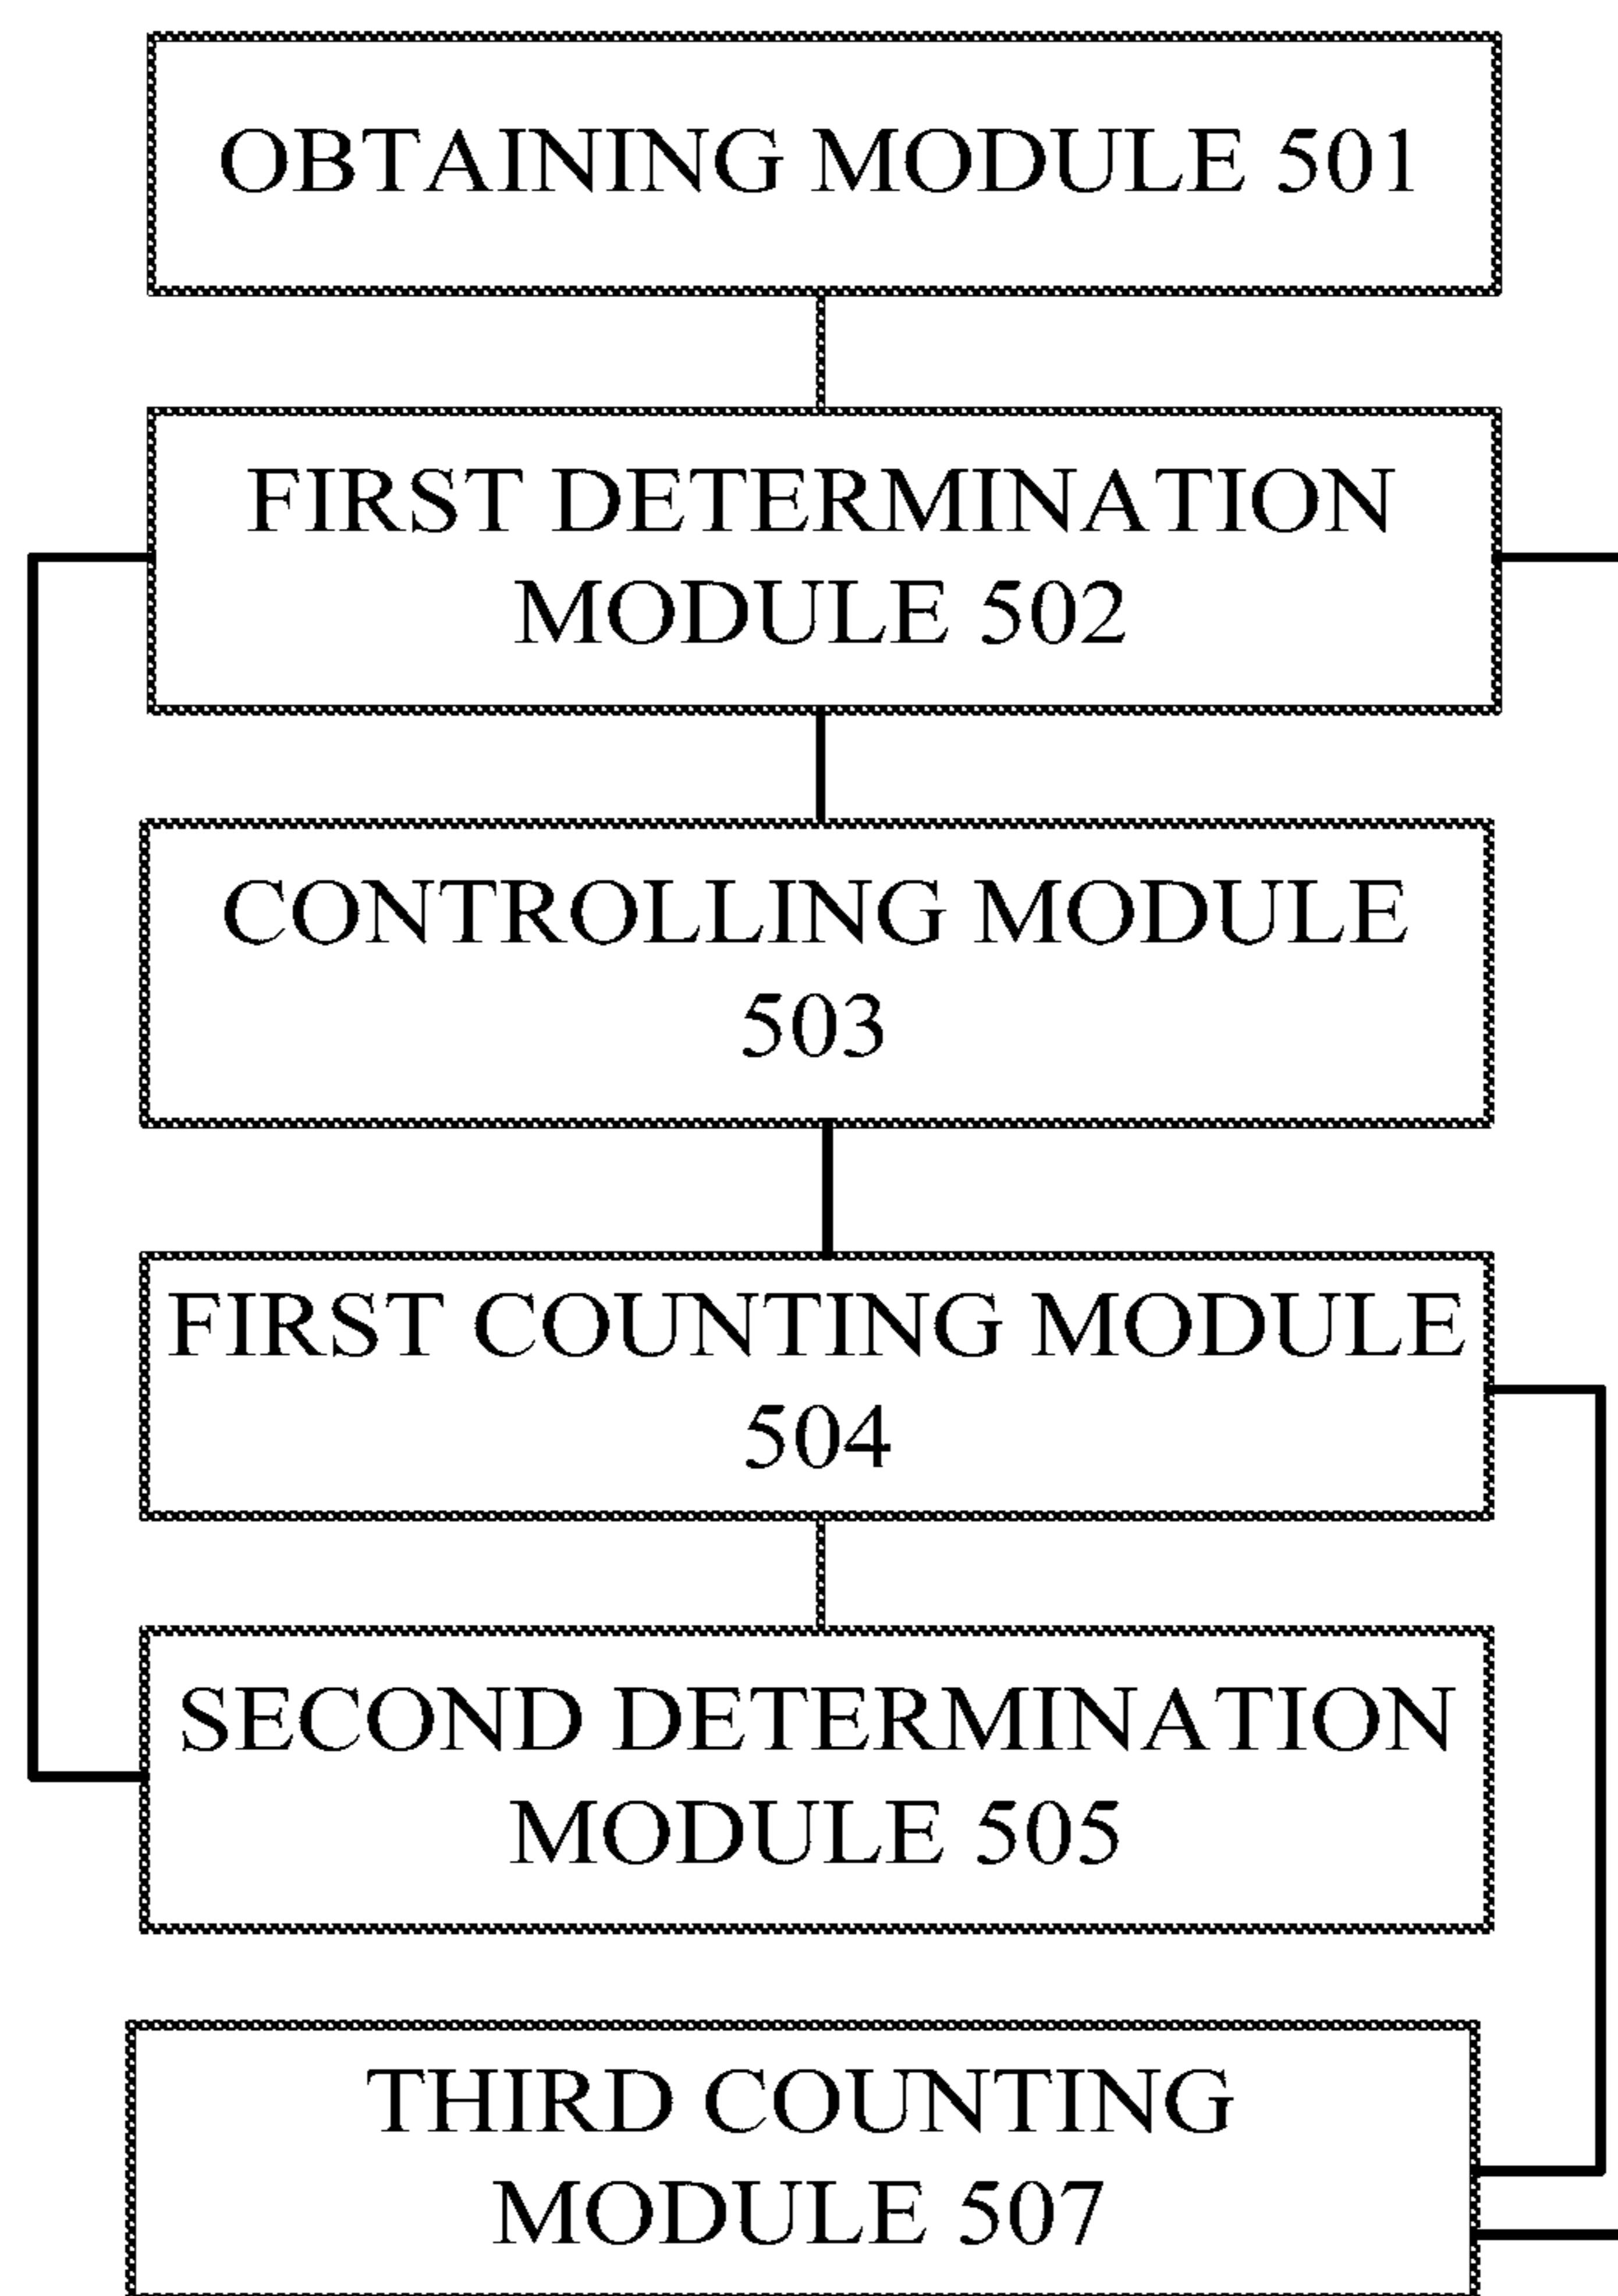 OBTAINING MODULE 501
FIRST DETERMINATION
MODULE 502
CONTROLLING MODULE
503
FIRST COUNTING MODULE
504
SECOND DETERMINATION
MODULE 505
THIRD COUNTING
MODULE 507